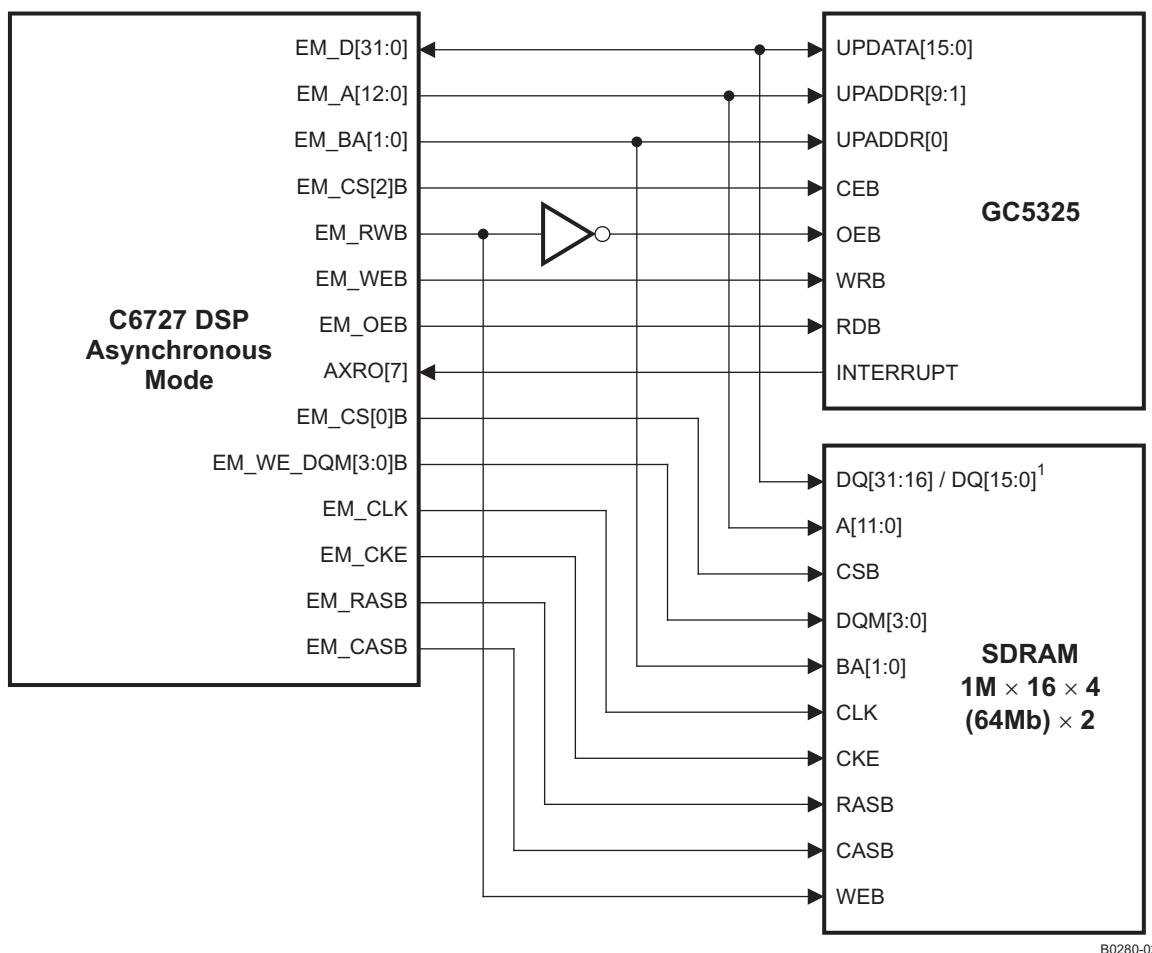 EM_D[31:0]
EM_A[12:0]
EM_BA[1:0]
EM_CS[2]B
EM_RWB
EM_WEB
EM_OEB
AXRO[7]
EM_CS[0]B
EM_WE_DQM[3:0]B
EM_CLK
EM_CKE
EM_RASB
EM_CASB
C6727 DSP
Asynchronous
Mode
UPDATA[15:0]
UPADDR[9:1]
UPADDR[0]
CEB
OEB
WRB
RDB
INTERRUPT
GC5325
DQ[31:16] / DQ[15:0]¹
A[11:0]
CSB
DQM[3:0]
BA[1:0]
CLK
CKE
RASB
CASB
WEB
SDRAM
1M × 16 × 4
(64Mb) × 2